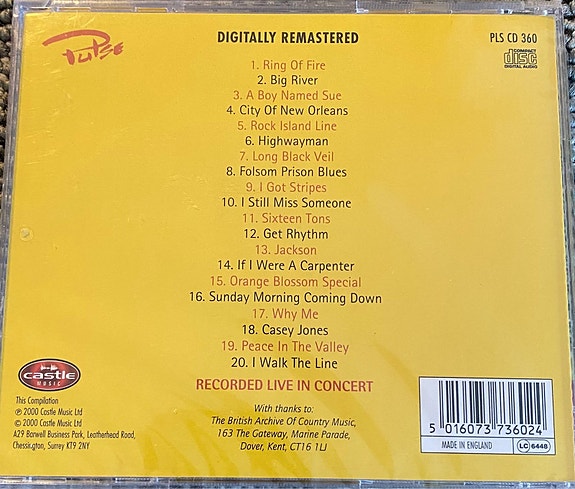 Pulse
DIGITALLY REMASTERED
PLS CD 360
COMPACT
disc
DIGITAL AUDIO
1. Ring Of Fire
2. Big River
3. A Boy Named Sue
4. City Of New Orleans
5. Rock Island Line
6. Highwayman
7. Long Black Veil
8. Folsom Prison Blues
9. I Got Stripes
10. I Still Miss Someone
11. Sixteen Tons
12. Get Rhythm
13. Jackson
14. If I Were A Carpenter
15. Orange Blossom Special
16. Sunday Morning Coming Down
17. Why Me
18. Casey Jones
19. Peace In The Valley
20. I Walk The Line
RECORDED LIVE IN CONCERT
castle
MUSIC
This Compilation
℗ 2000 Castle Music Ltd
© 2000 Castle Music Ltd
A29 Barwell Business Park, Leatherhead Road,
Chessington, Surrey KT9 2NY
With thanks to:
The British Archive Of Country Music,
163 The Gateway, Marine Parade,
Dover, Kent, CT16 1LJ
5 016073 736024
MADE IN ENGLAND
LC 6448